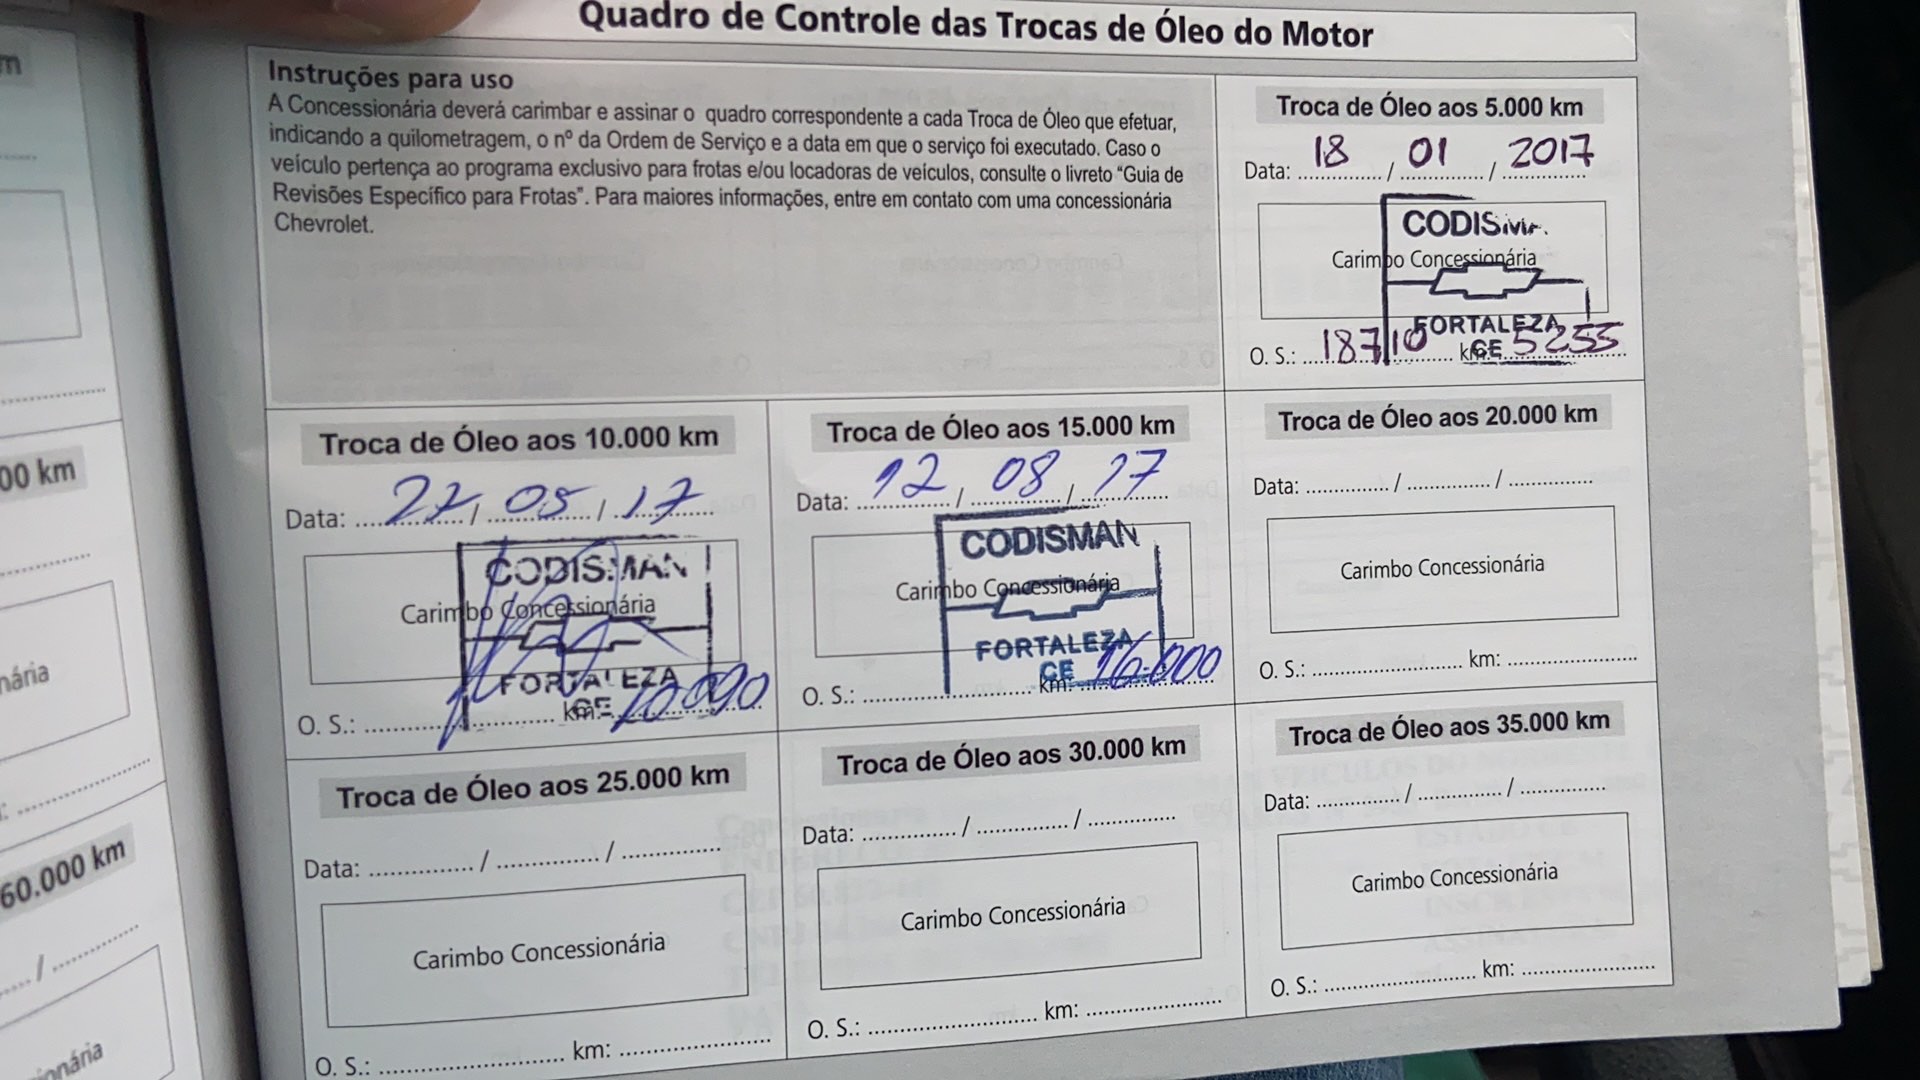 Quadro de Controle das Trocas de Óleo do Motor
Instruções para uso
A Concessionária deverá carimbar e assinar o quadro correspondente a cada Troca de Óleo que efetuar,
indicando a quilometragem, o nº da Ordem de Serviço e a data em que o serviço foi executado. Caso o
veículo pertença ao programa exclusivo para frotas e/ou locadoras de veículos, consulte o livreto "Guia de
Revisões Específico para Frotas". Para maiores informações, entre em contato com uma concessionária
Chevrolet.
Troca de Óleo aos 5.000 km
Data: 18 / 01 / 2017
Carimbo Concessionária
FORTALEZA
CE
O. S.: 18710 km: 5255
Troca de Óleo aos 10.000 km
Data: 27 / 05 / 17
CODISMAN
Carimbo Concessionária
FORTALEZA
CE
O. S.: km: 10.090
Troca de Óleo aos 15.000 km
Data: 12 / 08 / 17
CODISMAN
Carimbo Concessionária
FORTALEZA
CE
O. S.: km: 16.000
Troca de Óleo aos 20.000 km
Data: / /
Carimbo Concessionária
O. S.: km:
Troca de Óleo aos 25.000 km
Data: / /
Carimbo Concessionária
O. S.: km:
Troca de Óleo aos 30.000 km
Data: / /
Carimbo Concessionária
O. S.: km:
Troca de Óleo aos 35.000 km
Data: / /
Carimbo Concessionária
O. S.: km:
60.000 km